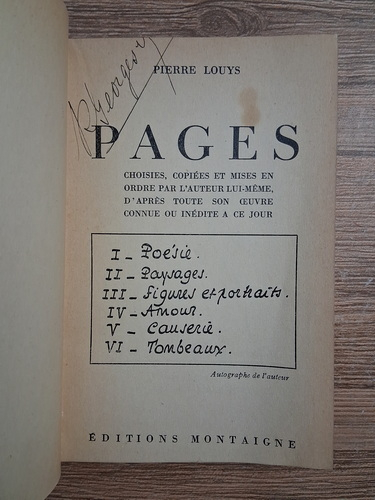 PIERRE LOUYS
PAGES
CHOISIES, COPIÉES ET MISES EN
ORDRE PAR L'AUTEUR LUI-MÊME,
D'APRÈS TOUTE SON ŒUVRE
CONNUE OU INÉDITE A CE JOUR
I _ Poésie.
II _ Paysages.
III _ Figures et portraits.
IV _ Amour.
V _ Causerie.
VI _ Tombeaux.
Autographe de l'auteur
ÉDITIONS MONTAIGNE